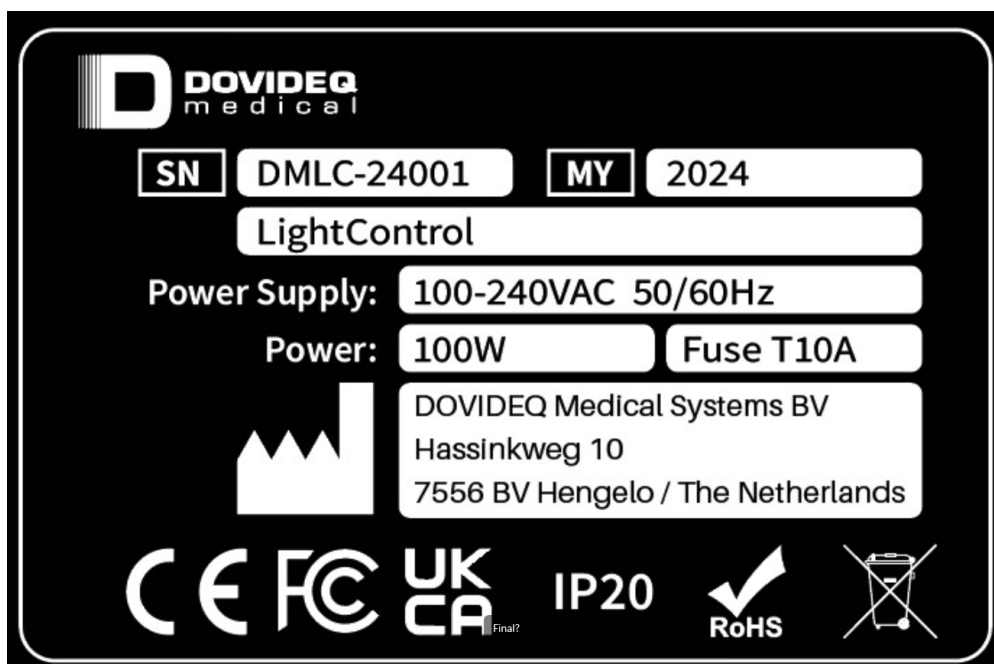 DOVIDEQ
medical
SN DMLC-24001 MY 2024
LightControl
Power Supply: 100-240VAC 50/60Hz
Power: 100W Fuse T10A
DOVIDEQ Medical Systems BV
Hassinkweg 10
7556 BV Hengelo / The Netherlands
CE FC UK CA IP20 RoHS
Final?